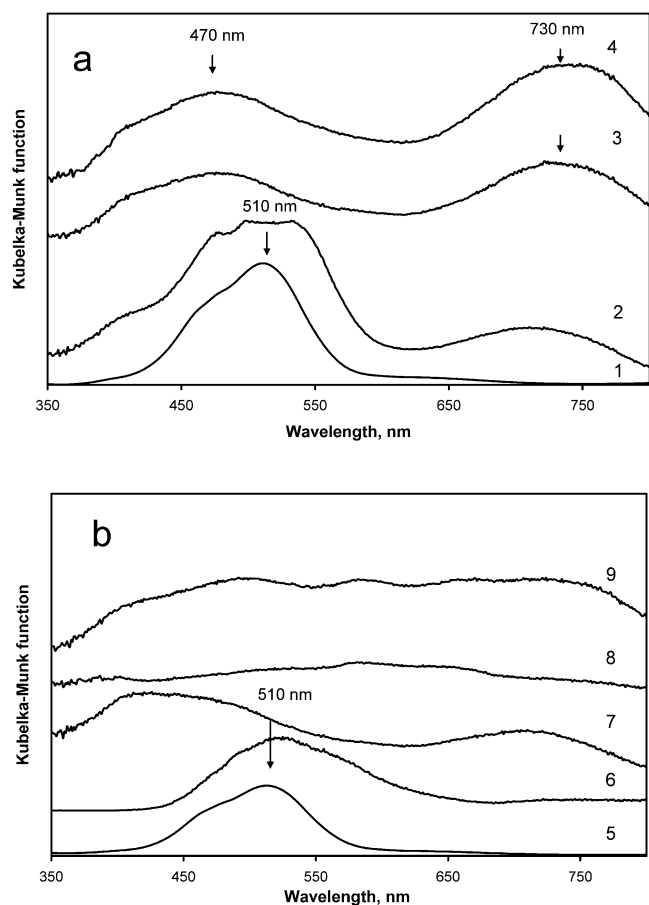 470 nm
730 nm
a
4
3
510 nm
2
1
Kubelka-Munk function
350 450 550 650 750
Wavelength, nm
b
9
8
510 nm
7
6
5
Kubelka-Munk function
350 450 550 650 750
Wavelength, nm